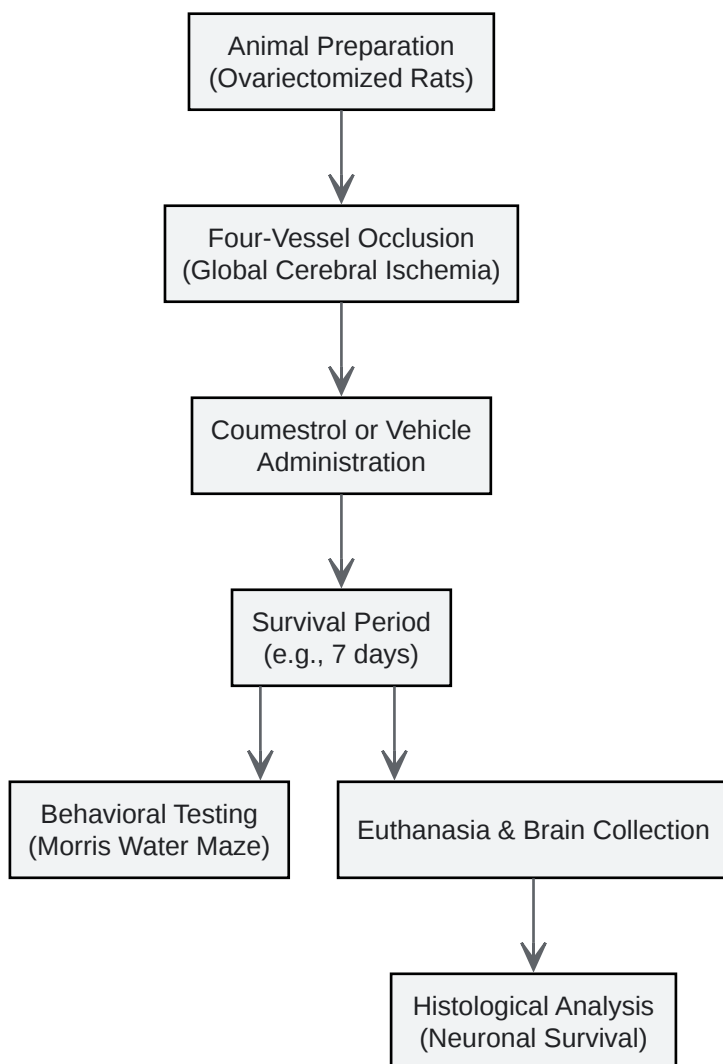 Animal Preparation
(Ovariectomized Rats)
Four-Vessel Occlusion
(Global Cerebral Ischemia)
Coumestrol or Vehicle
Administration
Survival Period
(e.g., 7 days)
Behavioral Testing
(Morris Water Maze)
Euthanasia & Brain Collection
Histological Analysis
(Neuronal Survival)